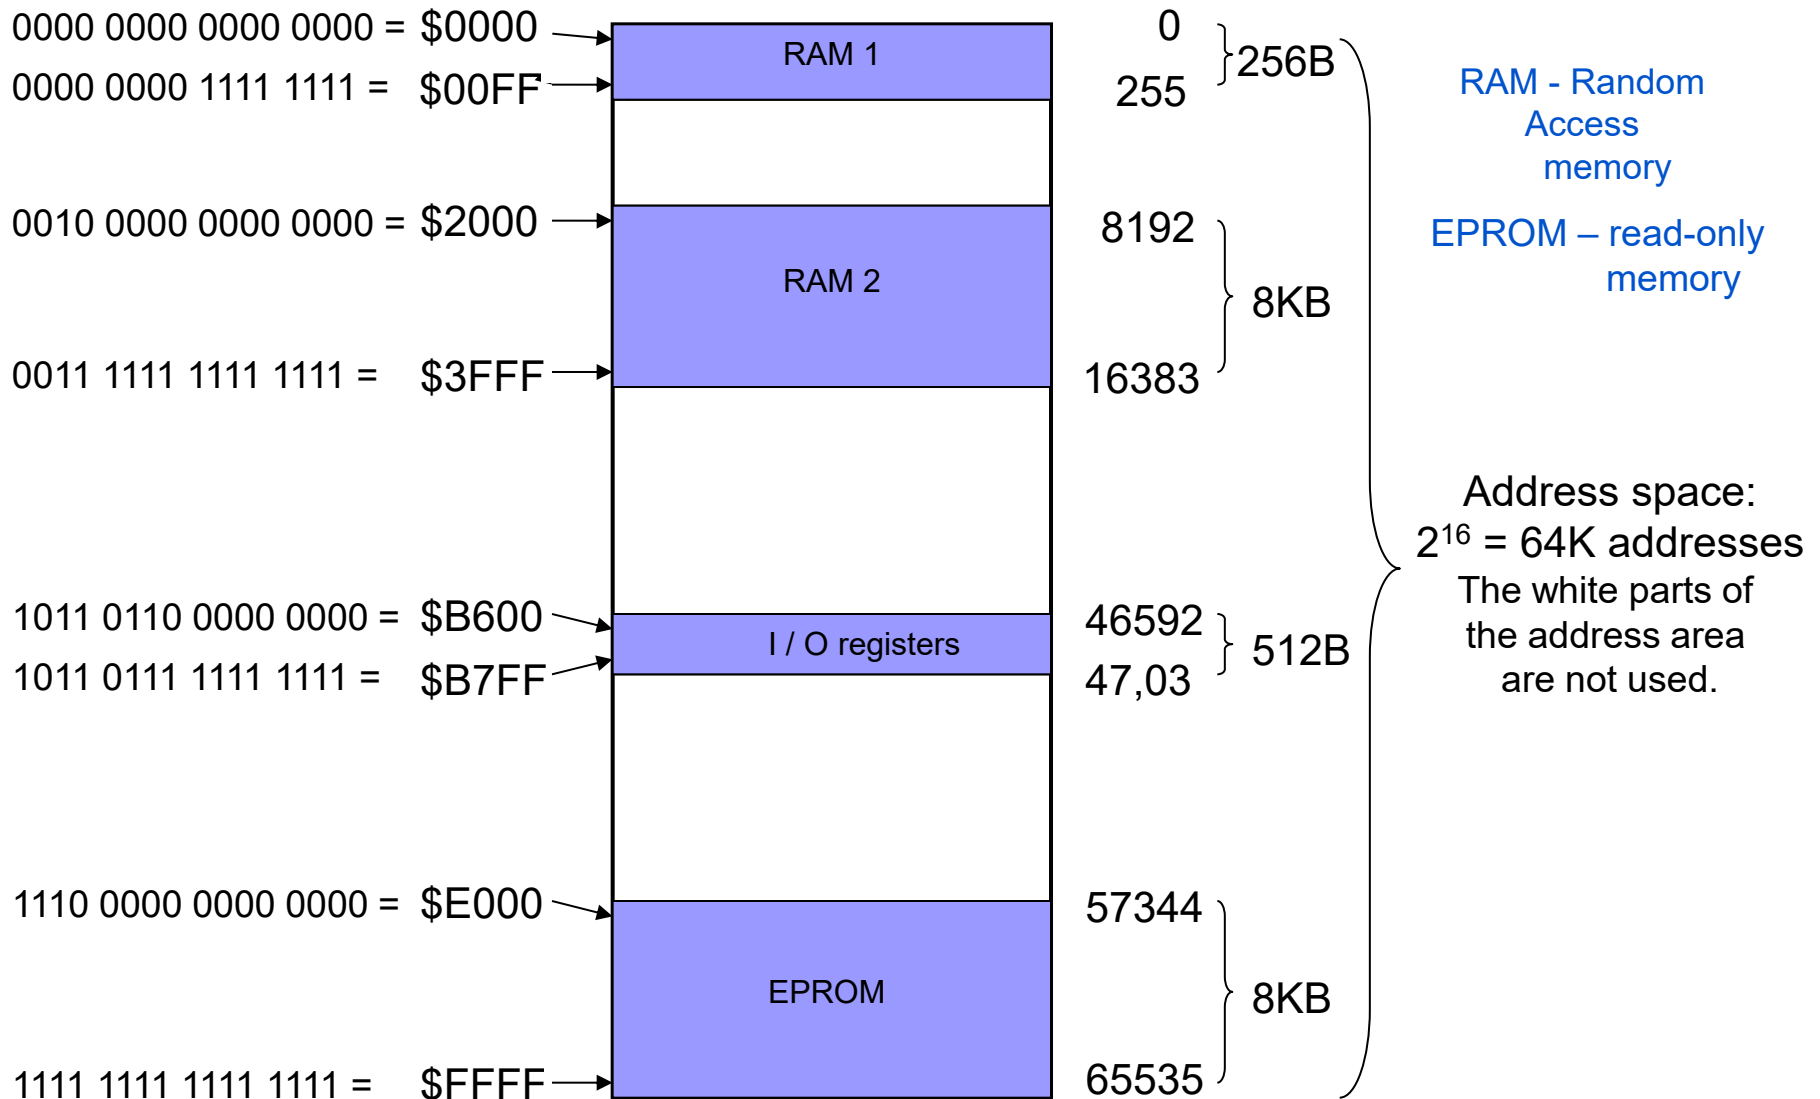 0000 0000 0000 0000 = $0000
RAM 1
0
256B
0000 0000 1111 1111 = $00FF
255
RAM - Random
Access
memory
0010 0000 0000 0000 = $2000
RAM 2
8192
8KB
EPROM – read-only
memory
0011 1111 1111 1111 = $3FFF
16383
Address space:
2¹⁶ = 64K addresses
The white parts of
the address area
are not used.
1011 0110 0000 0000 = $B600
I / O registers
46592
512B
1011 0111 1111 1111 = $B7FF
47,03
1110 0000 0000 0000 = $E000
57344
EPROM
8KB
1111 1111 1111 1111 = $FFFF
65535